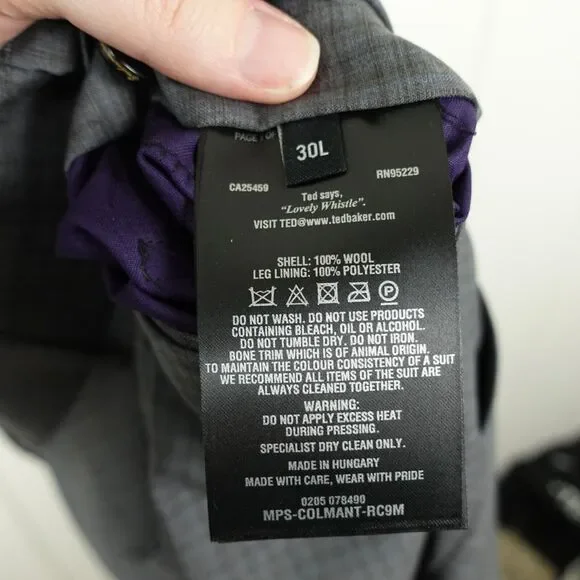 PAGE 1 OF
30L
CA25459
RN95229
Ted says,
"Lovely Whistle".
VISIT TED@www.tedbaker.com
SHELL: 100% WOOL
LEG LINING: 100% POLYESTER
P
DO NOT WASH. DO NOT USE PRODUCTS
CONTAINING BLEACH, OIL OR ALCOHOL.
DO NOT TUMBLE DRY. DO NOT IRON.
BONE TRIM WHICH IS OF ANIMAL ORIGIN.
TO MAINTAIN THE COLOUR CONSISTENCY OF A SUIT
WE RECOMMEND ALL ITEMS OF THE SUIT ARE
ALWAYS CLEANED TOGETHER.
WARNING:
DO NOT APPLY EXCESS HEAT
DURING PRESSING.
SPECIALIST DRY CLEAN ONLY.
MADE IN HUNGARY
MADE WITH CARE, WEAR WITH PRIDE
0205 078490
MPS-COLMANT-RC9M